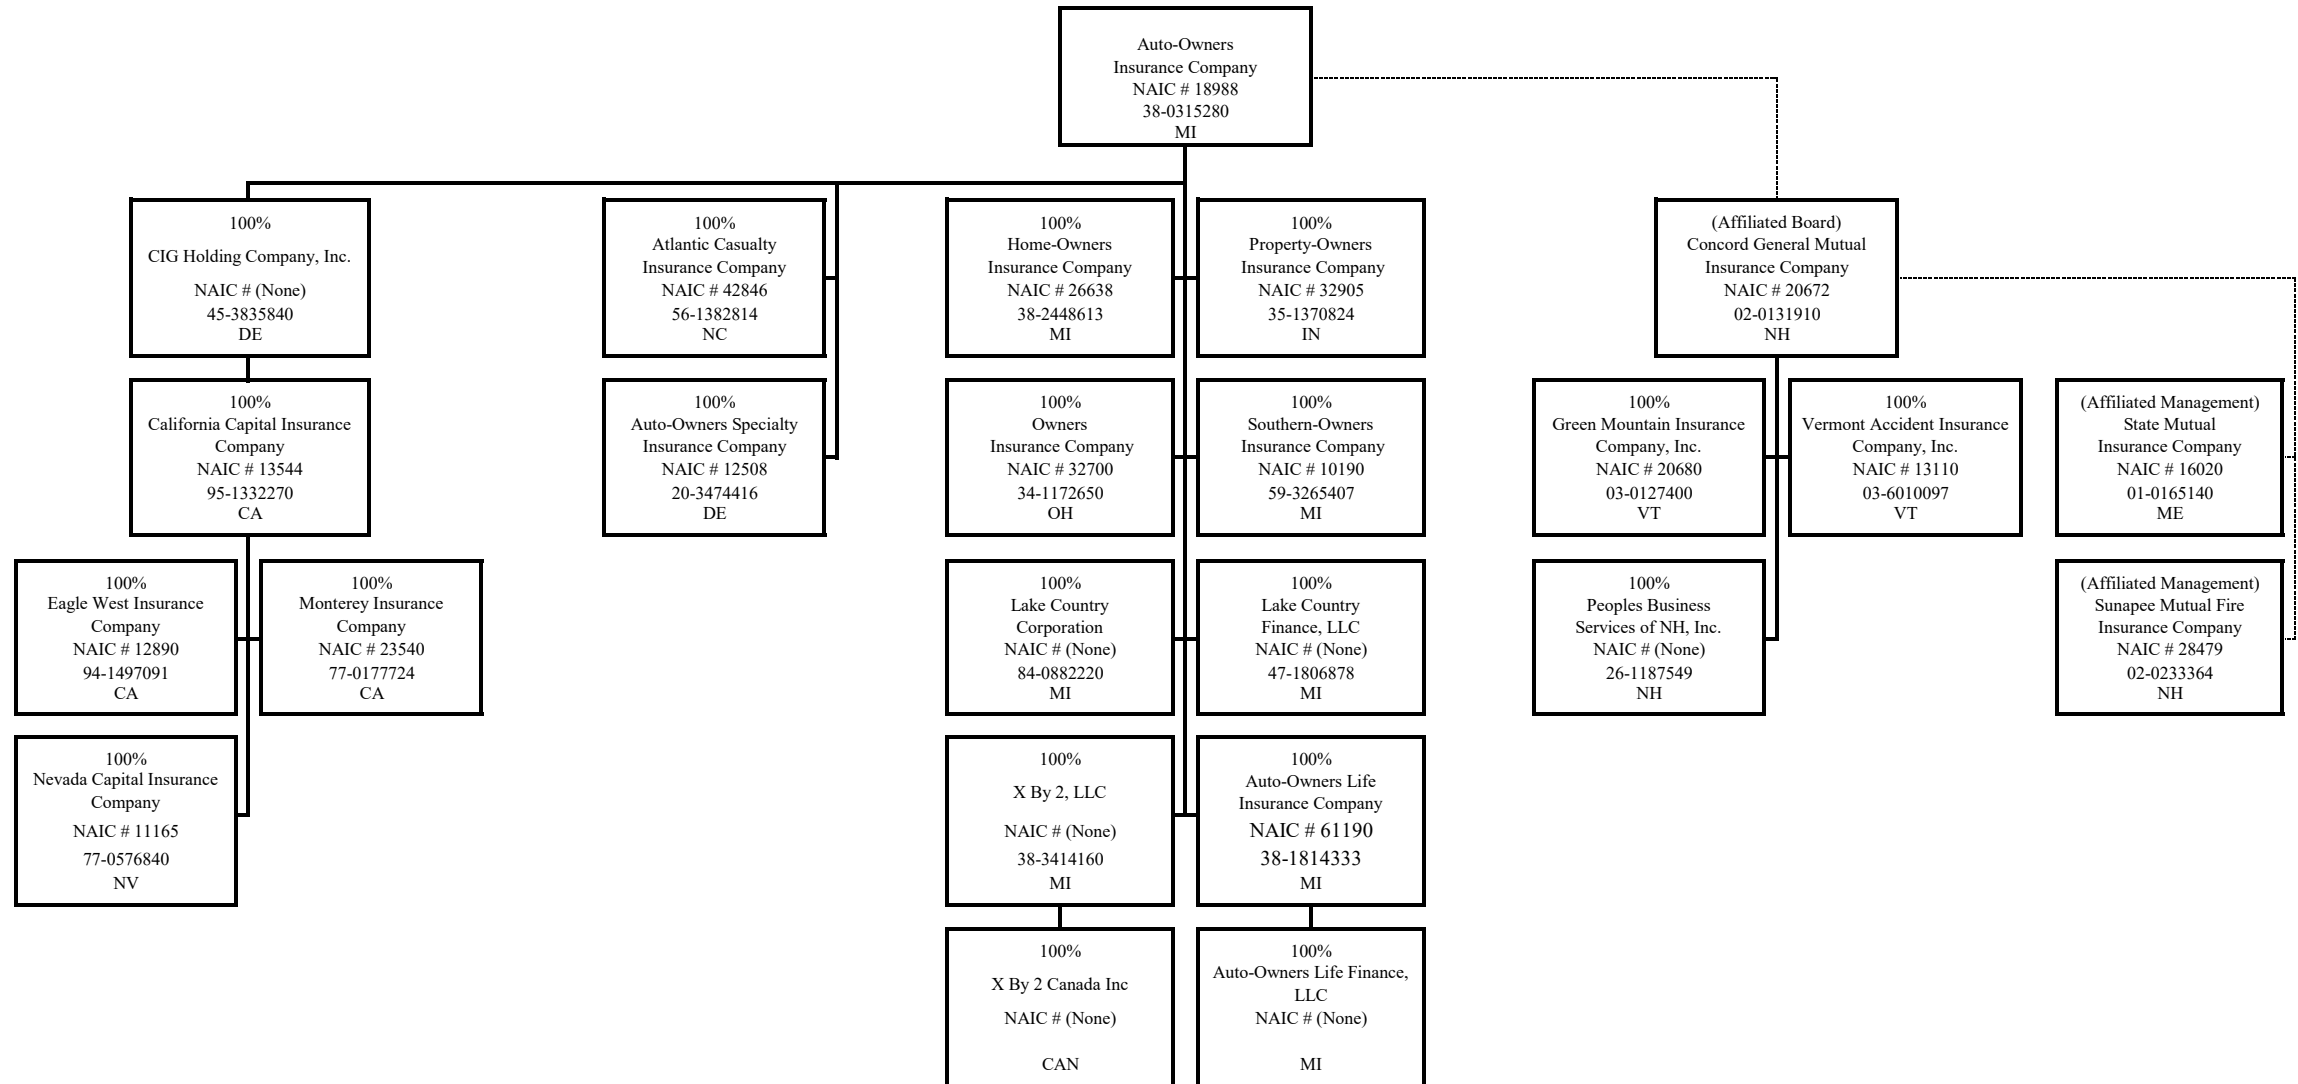 Auto-Owners
Insurance Company
NAIC # 18988
38-0315280
MI
100%
CIG Holding Company, Inc.
NAIC # (None)
45-3835840
DE
100%
Atlantic Casualty
Insurance Company
NAIC # 42846
56-1382814
NC
100%
Home-Owners
Insurance Company
NAIC # 26638
38-2448613
MI
100%
Property-Owners
Insurance Company
NAIC # 32905
35-1370824
IN
(Affiliated Board)
Concord General Mutual
Insurance Company
NAIC # 20672
02-0131910
NH
100%
California Capital Insurance
Company
NAIC # 13544
95-1332270
CA
100%
Auto-Owners Specialty
Insurance Company
NAIC # 12508
20-3474416
DE
100%
Owners
Insurance Company
NAIC # 32700
34-1172650
OH
100%
Southern-Owners
Insurance Company
NAIC # 10190
59-3265407
MI
100%
Green Mountain Insurance
Company, Inc.
NAIC # 20680
03-0127400
VT
100%
Vermont Accident Insurance
Company, Inc.
NAIC # 13110
03-6010097
VT
(Affiliated Management)
State Mutual
Insurance Company
NAIC # 16020
01-0165140
ME
100%
Eagle West Insurance
Company
NAIC # 12890
94-1497091
CA
100%
Monterey Insurance
Company
NAIC # 23540
77-0177724
CA
100%
Lake Country
Corporation
NAIC # (None)
84-0882220
MI
100%
Lake Country
Finance, LLC
NAIC # (None)
47-1806878
MI
100%
Peoples Business
Services of NH, Inc.
NAIC # (None)
26-1187549
NH
(Affiliated Management)
Sunapee Mutual Fire
Insurance Company
NAIC # 28479
02-0233364
NH
100%
Nevada Capital Insurance
Company
NAIC # 11165
77-0576840
NV
100%
X By 2, LLC
NAIC # (None)
38-3414160
MI
100%
Auto-Owners Life
Insurance Company
NAIC # 61190
38-1814333
MI
100%
X By 2 Canada Inc
NAIC # (None)
CAN
100%
Auto-Owners Life Finance,
LLC
NAIC # (None)
MI